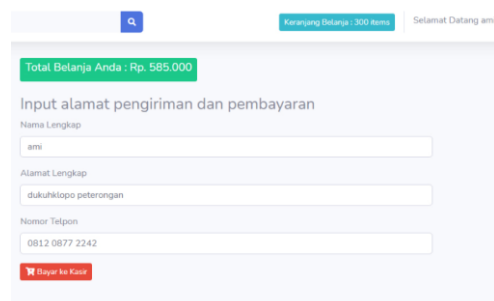 Keranjang Belanja : 300 items
Selamat Datang ami
Total Belanja Anda : Rp. 585.000
Input alamat pengiriman dan pembayaran
Nama Lengkap
ami
Alamat Lengkap
dukuhklopo peterongan
Nomor Telpon
0812 0877 2242
Bayar ke Kasir